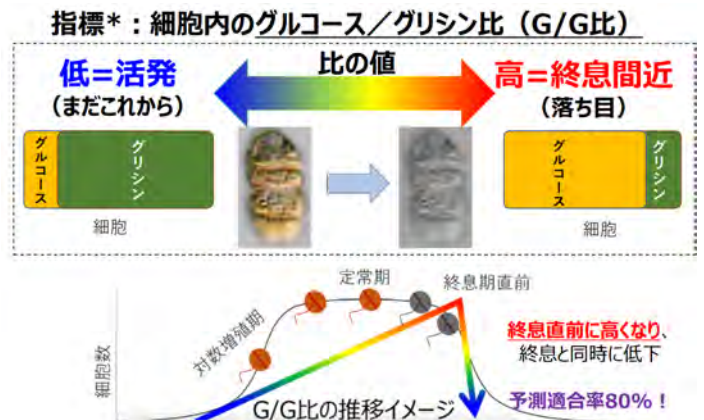 指標*：細胞内のグルコース／グリシン比（G/G比）
低=活発
（まだこれから）
比の値
高=終息間近
（落ち目）
グルコース
グリシン
細胞
グルコース
グリシン
細胞
細胞数
対数増殖期
定常期
終息期直前
終息直前に高くなり、
終息と同時に低下
予測適合率80%！
G/G比の推移イメージ